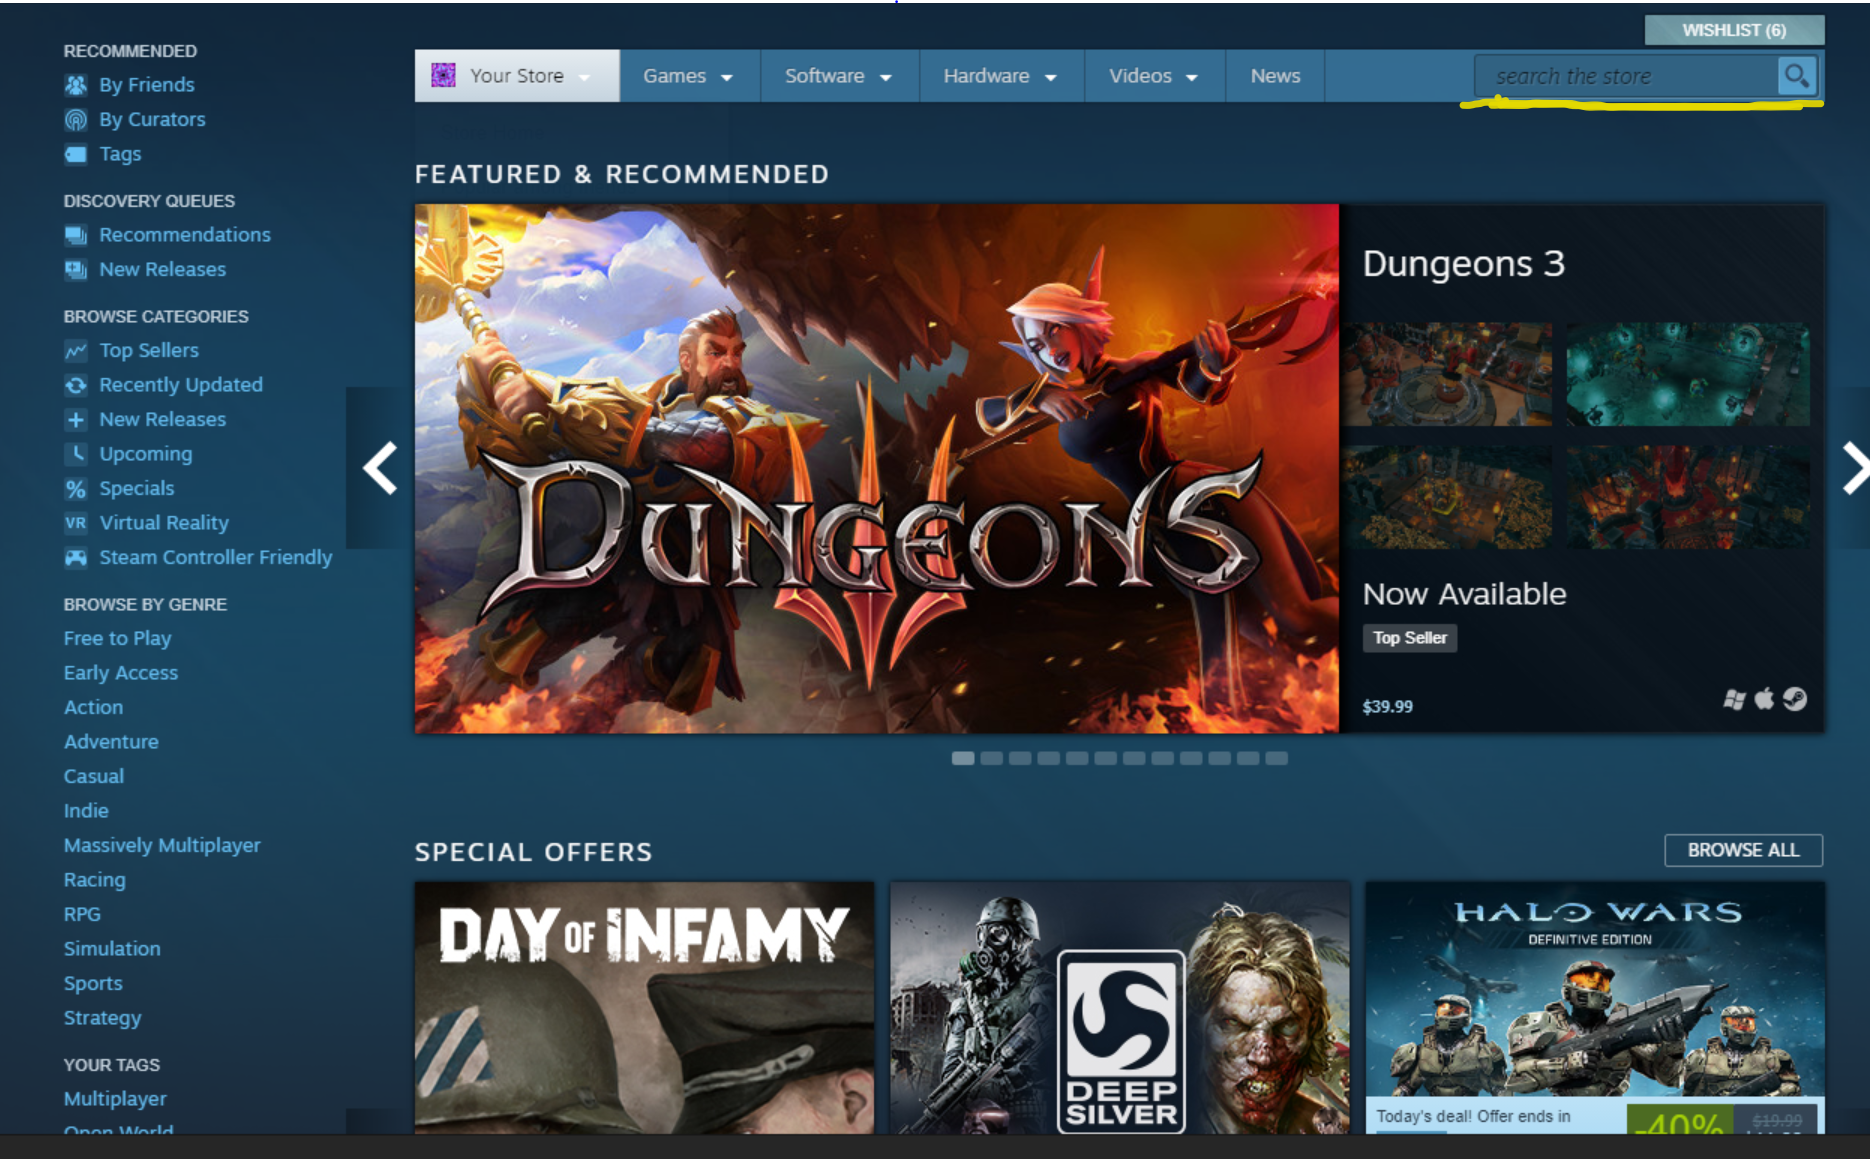 WISHLIST (6)
Your Store
Games
Software
Hardware
Videos
News
search the store
RECOMMENDED
By Friends
By Curators
Tags
DISCOVERY QUEUES
Recommendations
New Releases
BROWSE CATEGORIES
Top Sellers
Recently Updated
New Releases
Upcoming
% Specials
VR Virtual Reality
Steam Controller Friendly
BROWSE BY GENRE
Free to Play
Early Access
Action
Adventure
Casual
Indie
Massively Multiplayer
Racing
RPG
Simulation
Sports
Strategy
YOUR TAGS
Multiplayer
Open World
FEATURED & RECOMMENDED
DUNGEONS
Dungeons 3
Now Available
Top Seller
$39.99
SPECIAL OFFERS
BROWSE ALL
DAY OF INFAMY
DEEP
SILVER
HALO WARS
DEFINITIVE EDITION
Today's deal! Offer ends in
-40%
$19.99